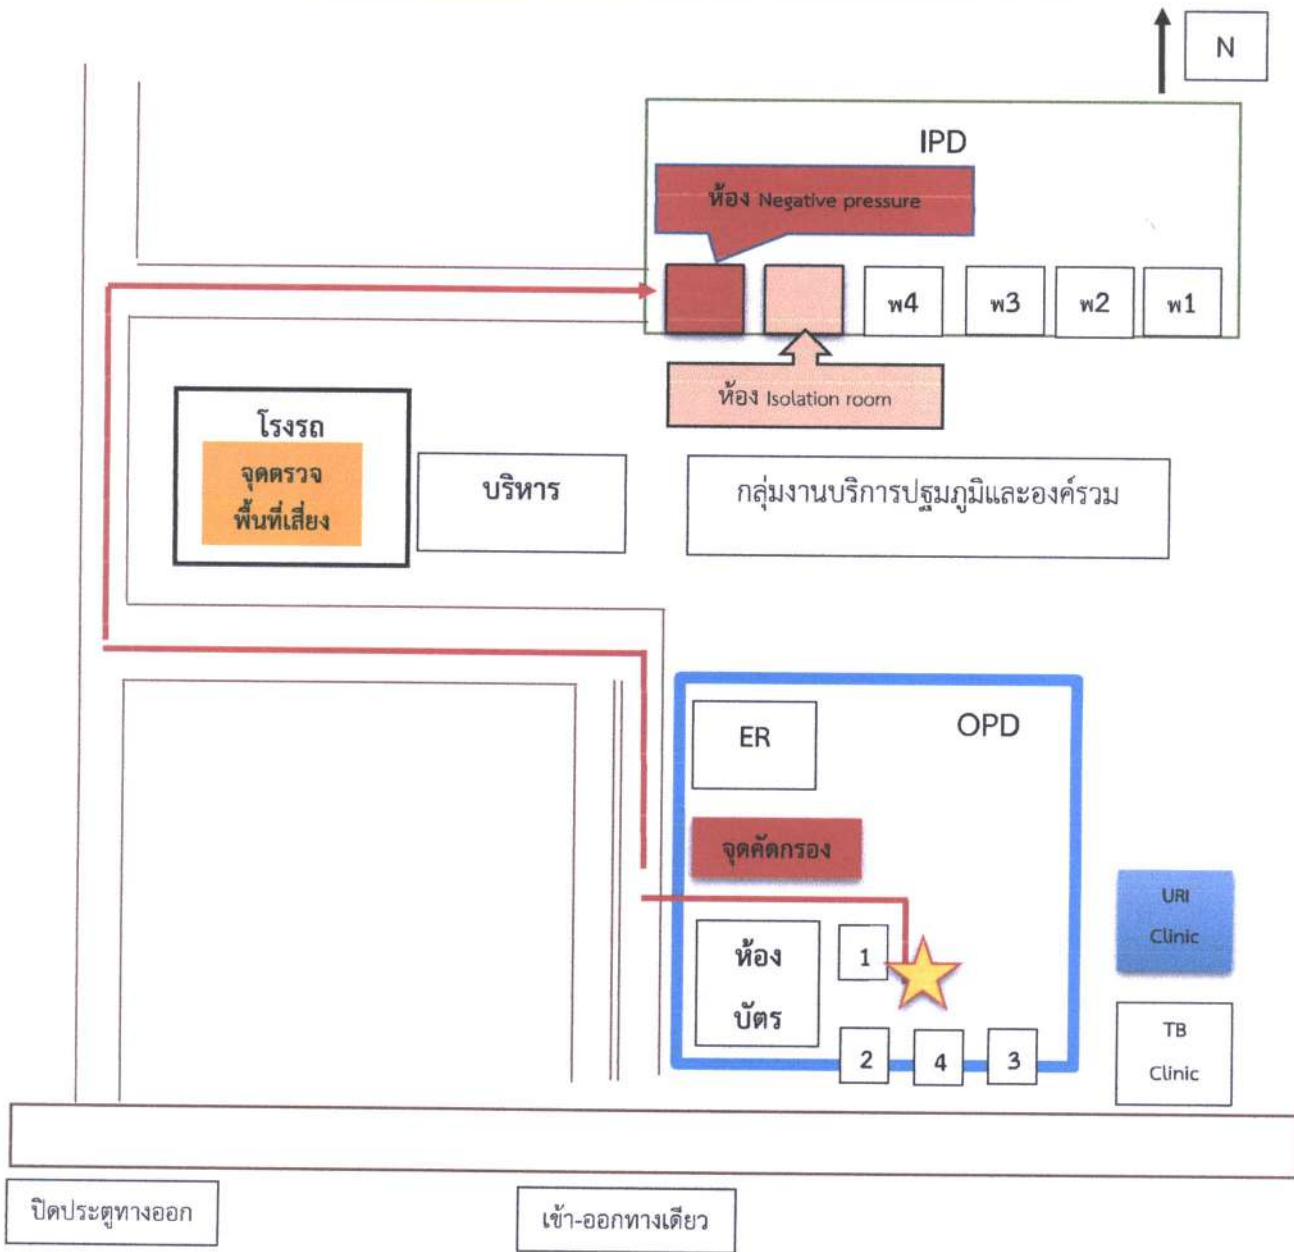 N
IPD
ห้อง Negative pressure
พ4
พ3
พ2
พ1
ห้อง Isolation room
โรงรถ
จุดตรวจ
พื้นที่เสี่ยง
บริหาร
กลุ่มงานบริการปฐมภูมิและองค์รวม
ER
OPD
จุดคัดกรอง
URI
Clinic
ห้อง
บัตร
1
2
4
3
TB
Clinic
ปิดประตูทางออก
เข้า-ออกทางเดียว